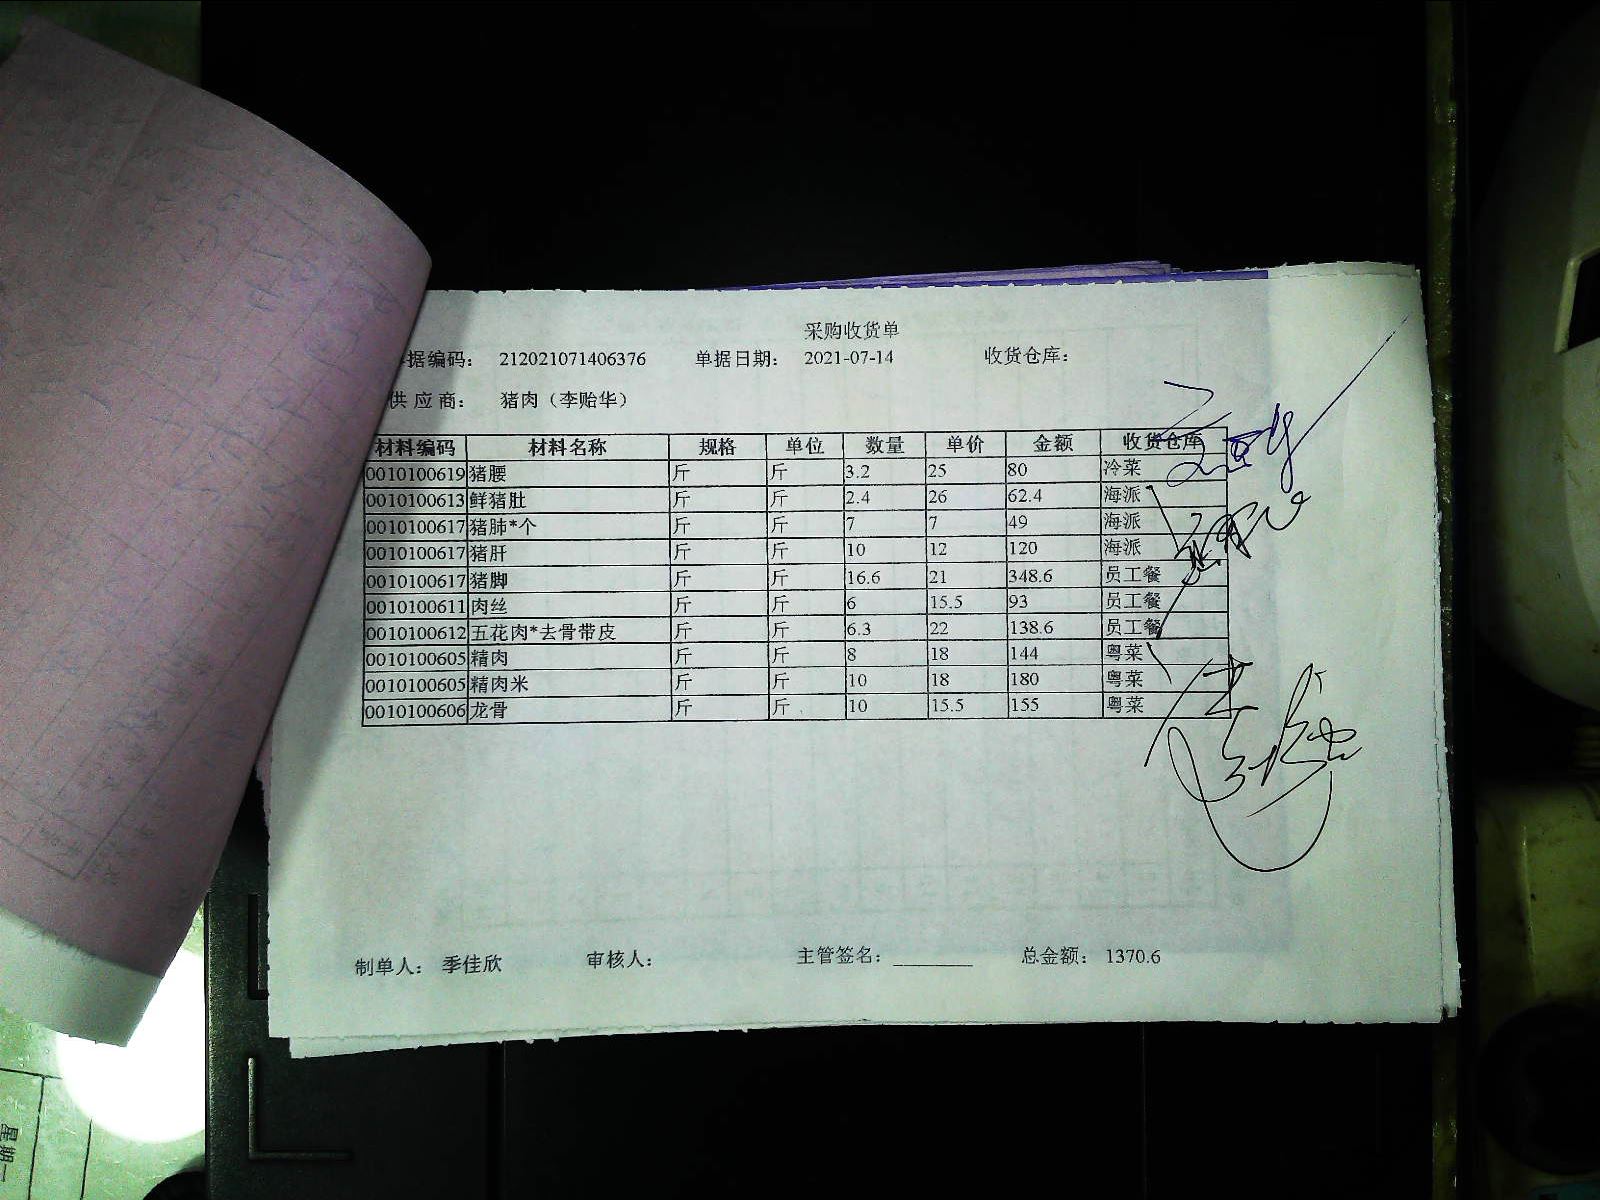 采购收货单
据编码： 212021071406376 单据日期： 2021-07-14 收货仓库：
供 应 商： 猪肉（李贻华）
材料编码 材料名称 规格 单位 数量 单价 金额 收货仓库
0010100619 猪腰 斤 斤 3.2 25 80 冷菜
0010100613 鲜猪肚 斤 斤 2.4 26 62.4 海派
0010100617 猪肺*个 斤 斤 7 7 49 海派
0010100617 猪肝 斤 斤 10 12 120 海派
0010100617 猪脚 斤 斤 16.6 21 348.6 员工餐
0010100611 肉丝 斤 斤 6 15.5 93 员工餐
0010100612 五花肉*去骨带皮 斤 斤 6.3 22 138.6 员工餐
0010100605 精肉 斤 斤 8 18 144 粤菜
0010100605 精肉米 斤 斤 10 18 180 粤菜
0010100606 龙骨 斤 斤 10 15.5 155 粤菜
制单人： 季佳欣 审核人： 主管签名： 总金额： 1370.6
星期二